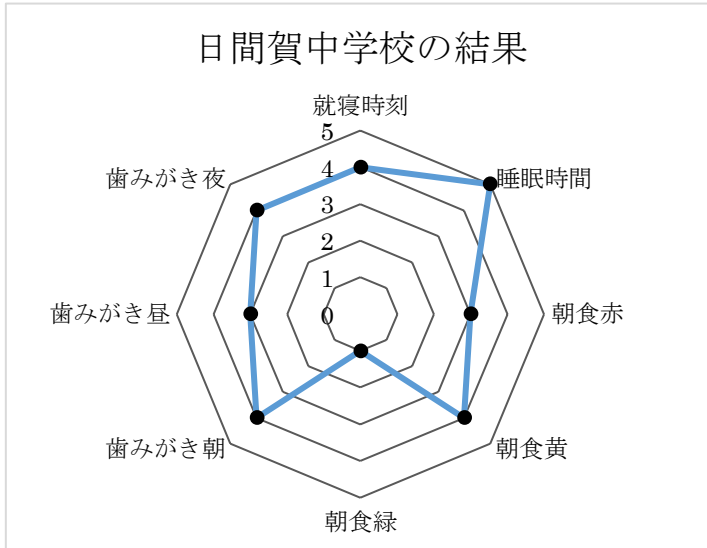 日間賀中学校の結果
就寝時刻
5
4
3
2
1
0
睡眠時間
朝食赤
朝食黄
朝食緑
歯みがき朝
歯みがき昼
歯みがき夜